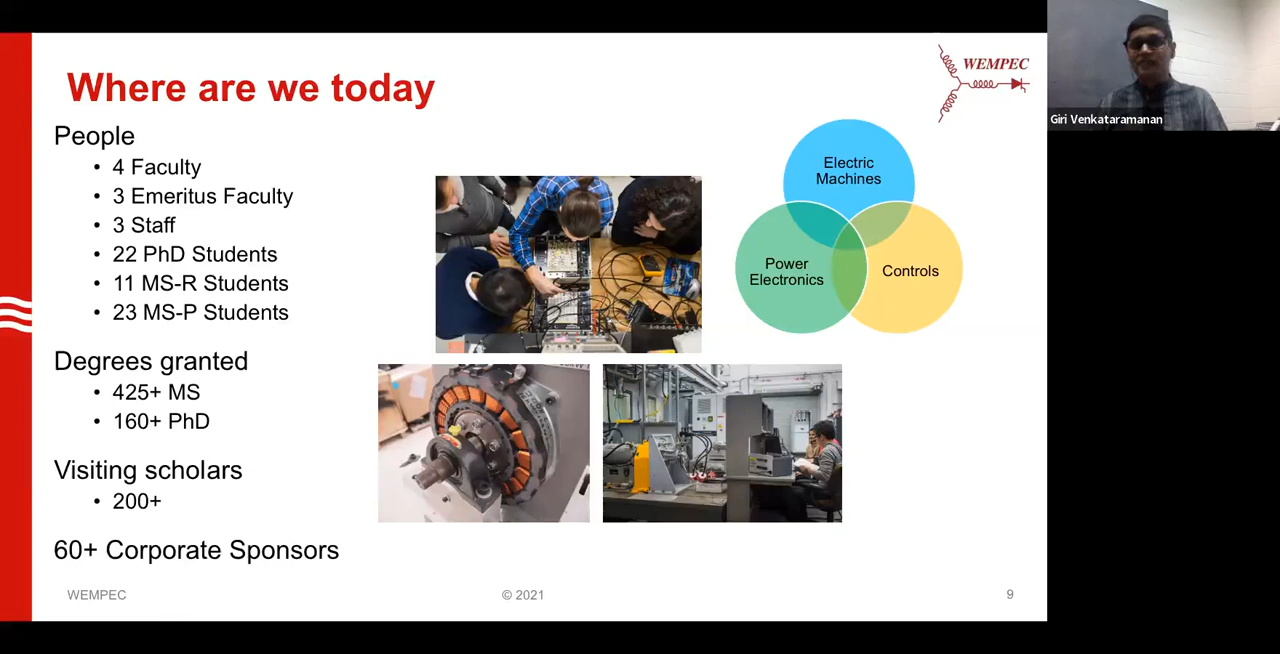 Where are we today
WEMPEC
Giri Venkataramanan
People
• 4 Faculty
• 3 Emeritus Faculty
• 3 Staff
• 22 PhD Students
• 11 MS-R Students
• 23 MS-P Students
Degrees granted
• 425+ MS
• 160+ PhD
Visiting scholars
• 200+
60+ Corporate Sponsors
Electric
Machines
Power
Electronics
Controls
WEMPEC
© 2021
9